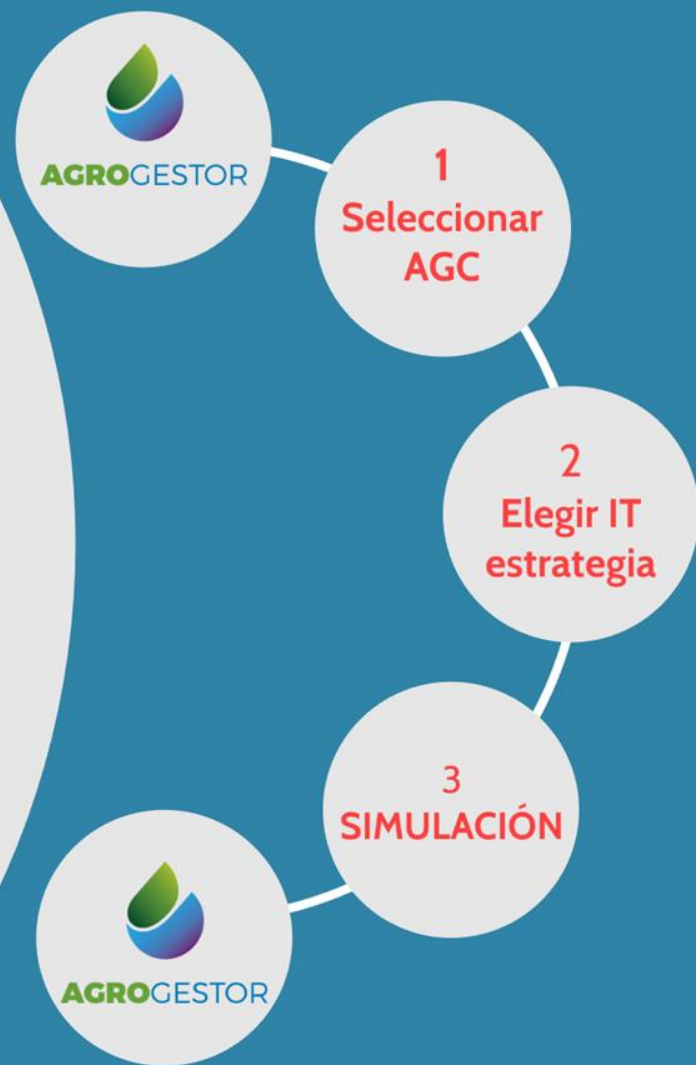 AGROGESTOR
1
Seleccionar
AGC
2
Elegir IT
estrategia
3
SIMULACIÓN
AGROGESTOR